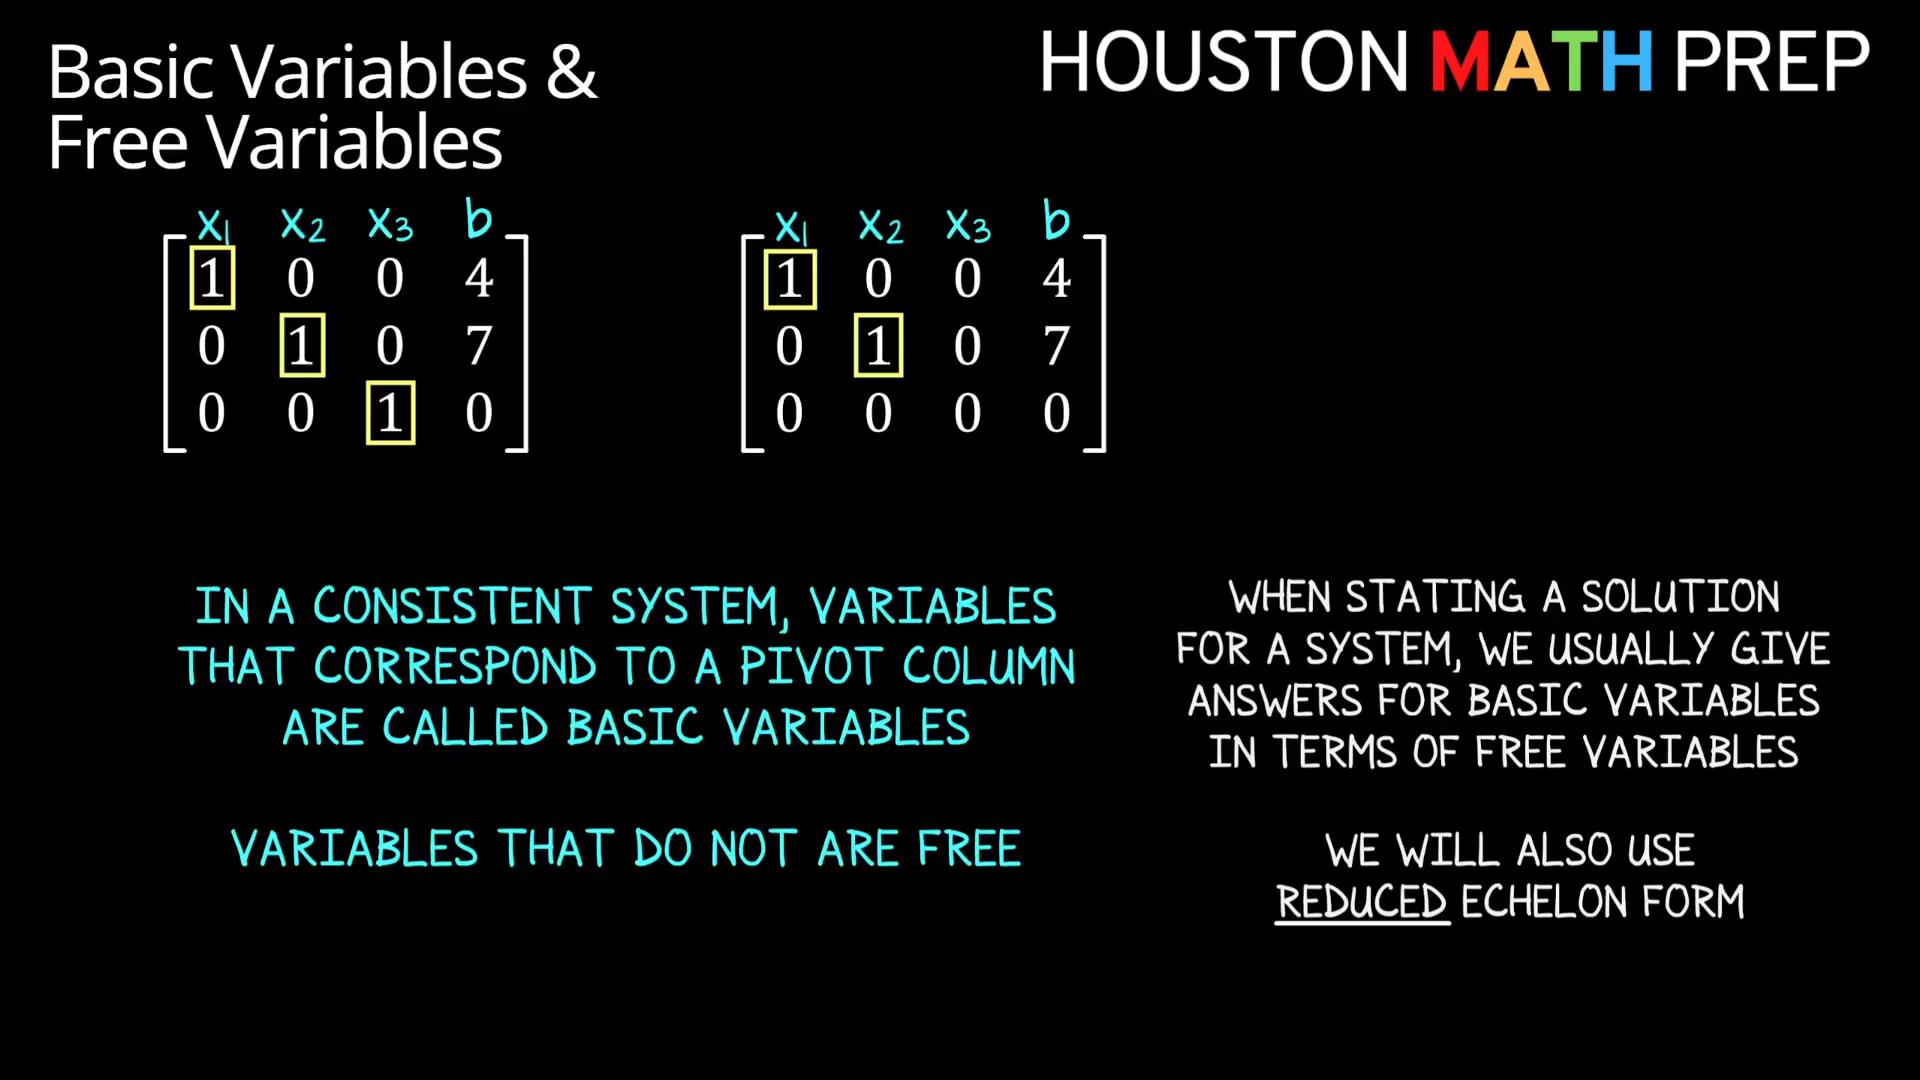 Basic Variables &
Free Variables
HOUSTON MATH PREP
x₁ x₂ x₃ b
1 0 0 4
0 1 0 7
0 0 1 0
x₁ x₂ x₃ b
1 0 0 4
0 1 0 7
0 0 0 0
IN A CONSISTENT SYSTEM, VARIABLES
THAT CORRESPOND TO A PIVOT COLUMN
ARE CALLED BASIC VARIABLES
VARIABLES THAT DO NOT ARE FREE
WHEN STATING A SOLUTION
FOR A SYSTEM, WE USUALLY GIVE
ANSWERS FOR BASIC VARIABLES
IN TERMS OF FREE VARIABLES
WE WILL ALSO USE
REDUCED ECHELON FORM